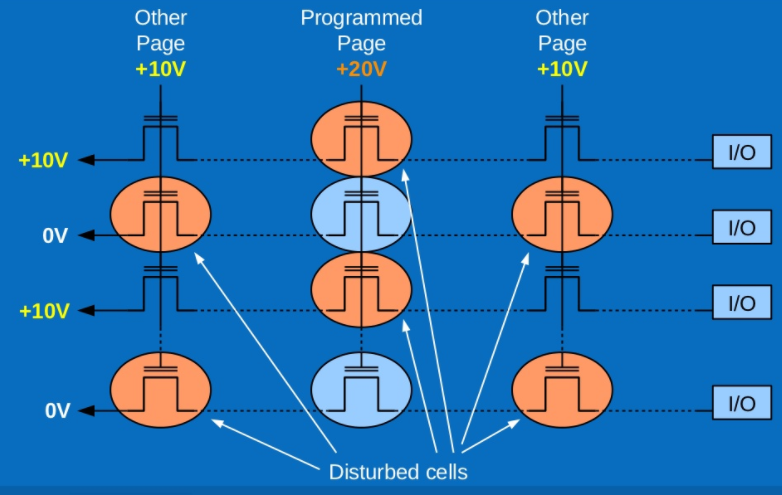 Other
Page
+10V
Programmed
Page
+20V
Other
Page
+10V
+10V
I/O
0V
I/O
+10V
I/O
0V
I/O
Disturbed cells